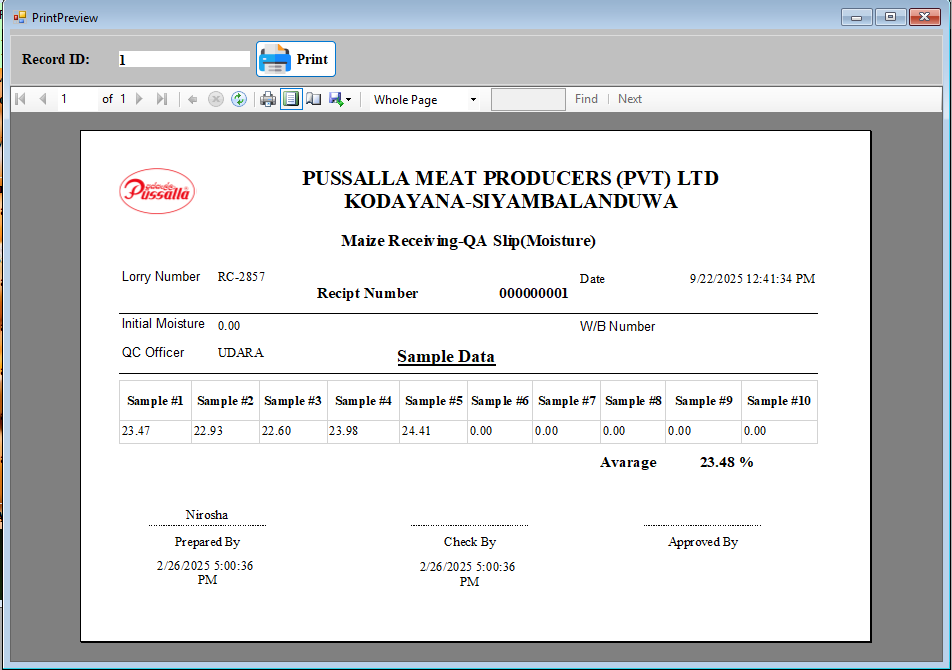 PrintPreview
Record ID: 1 Print
1 of 1 Whole Page Find Next
Pussalla
PUSSALLA MEAT PRODUCERS (PVT) LTD
KODAYANA-SIYAMBALANDUWA
Maize Receiving-QA Slip(Moisture)
Lorry Number RC-2857 Date 9/22/2025 12:41:34 PM
Recipt Number 000000001
Initial Moisture 0.00 W/B Number
QC Officer UDARA
Sample Data
Sample #1 Sample #2 Sample #3 Sample #4 Sample #5 Sample #6 Sample #7 Sample #8 Sample #9 Sample #10
23.47 22.93 22.60 23.98 24.41 0.00 0.00 0.00 0.00 0.00
Avarage 23.48 %
Nirosha
Prepared By Check By Approved By
2/26/2025 5:00:36 2/26/2025 5:00:36
PM PM